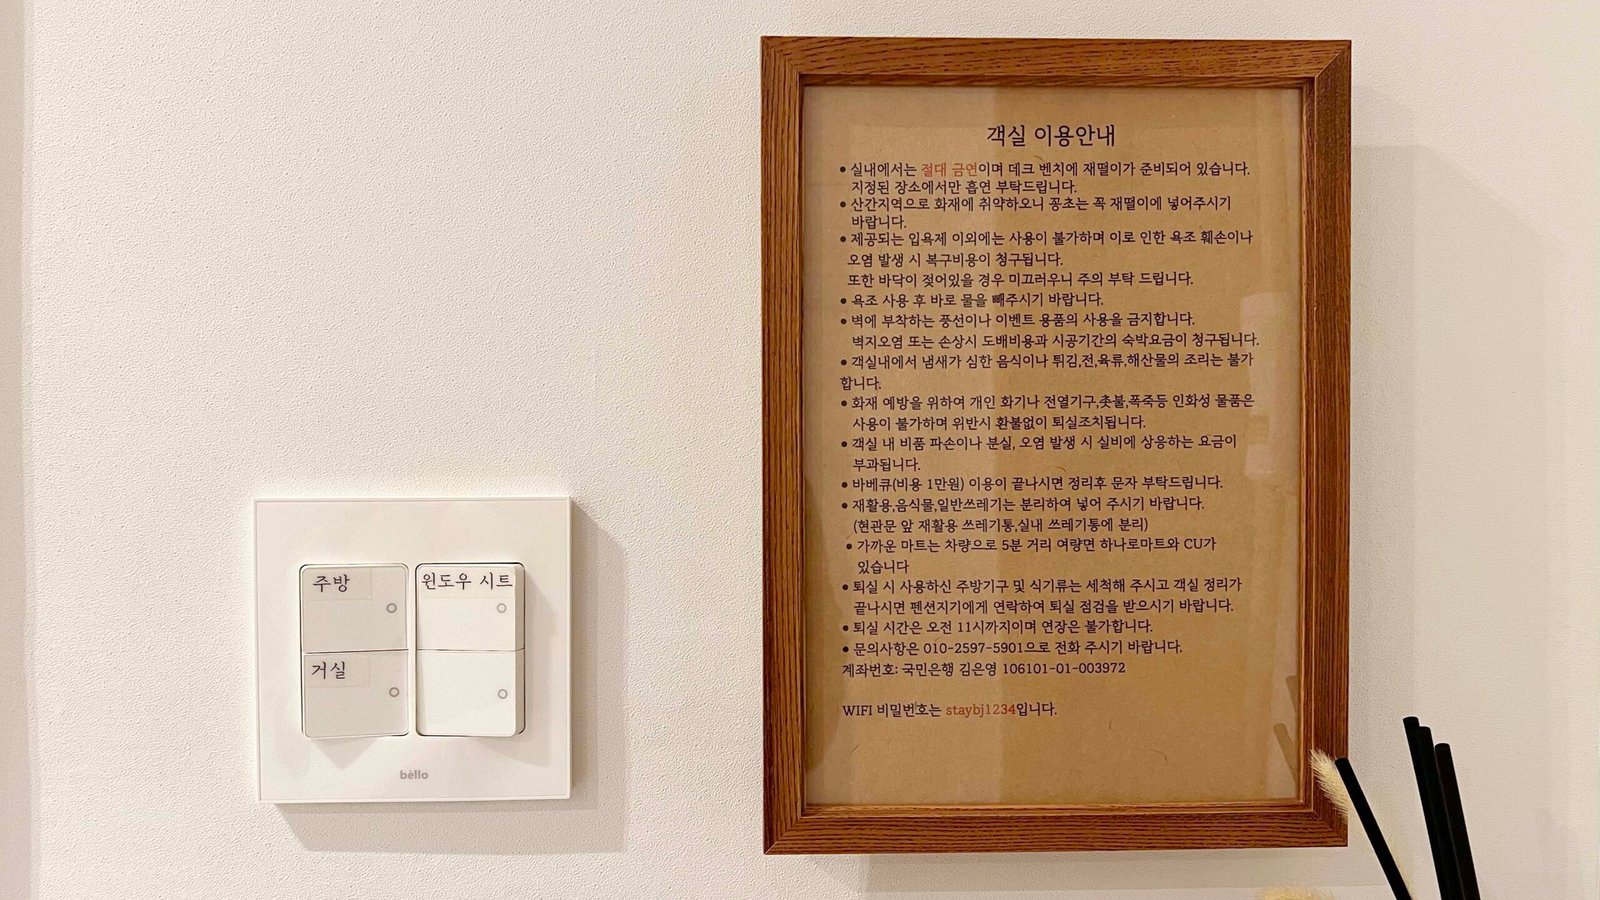 주방
윈도우 시트
거실
bèllo
객실 이용안내
● 실내에서는 절대 금연이며 데크 벤치에 재떨이가 준비되어 있습니다.
지정된 장소에서만 흡연 부탁드립니다.
● 산간지역으로 화재에 취약하오니 꽁초는 꼭 재떨이에 넣어주시기
바랍니다.
● 제공되는 입욕제 이외에는 사용이 불가하며 이로 인한 욕조 훼손이나
오염 발생 시 복구비용이 청구됩니다.
또한 바닥이 젖어있을 경우 미끄러우니 주의 부탁 드립니다.
● 욕조 사용 후 바로 물을 빼주시기 바랍니다.
● 벽에 부착하는 풍선이나 이벤트 용품의 사용을 금지합니다.
벽지오염 또는 손상시 도배비용과 시공기간의 숙박요금이 청구됩니다.
● 객실내에서 냄새가 심한 음식이나 튀김,전,육류,해산물의 조리는 불가
합니다.
● 화재 예방을 위하여 개인 화기나 전열기구,촛불,폭죽등 인화성 물품은
사용이 불가하며 위반시 환불없이 퇴실조치됩니다.
● 객실 내 비품 파손이나 분실, 오염 발생 시 실비에 상응하는 요금이
부과됩니다.
● 바베큐(비용 1만원) 이용이 끝나시면 정리후 문자 부탁드립니다.
● 재활용,음식물,일반쓰레기는 분리하여 넣어 주시기 바랍니다.
(현관문 앞 재활용 쓰레기통,실내 쓰레기통에 분리)
● 가까운 마트는 차량으로 5분 거리 여량면 하나로마트와 CU가
있습니다
● 퇴실 시 사용하신 주방기구 및 식기류는 세척해 주시고 객실 정리가
끝나시면 펜션지기에게 연락하여 퇴실 점검을 받으시기 바랍니다.
● 퇴실 시간은 오전 11시까지이며 연장은 불가합니다.
● 문의사항은 010-2597-5901으로 전화 주시기 바랍니다.
계좌번호: 국민은행 김은영 106101-01-003972
WIFI 비밀번호는 staybj1234입니다.